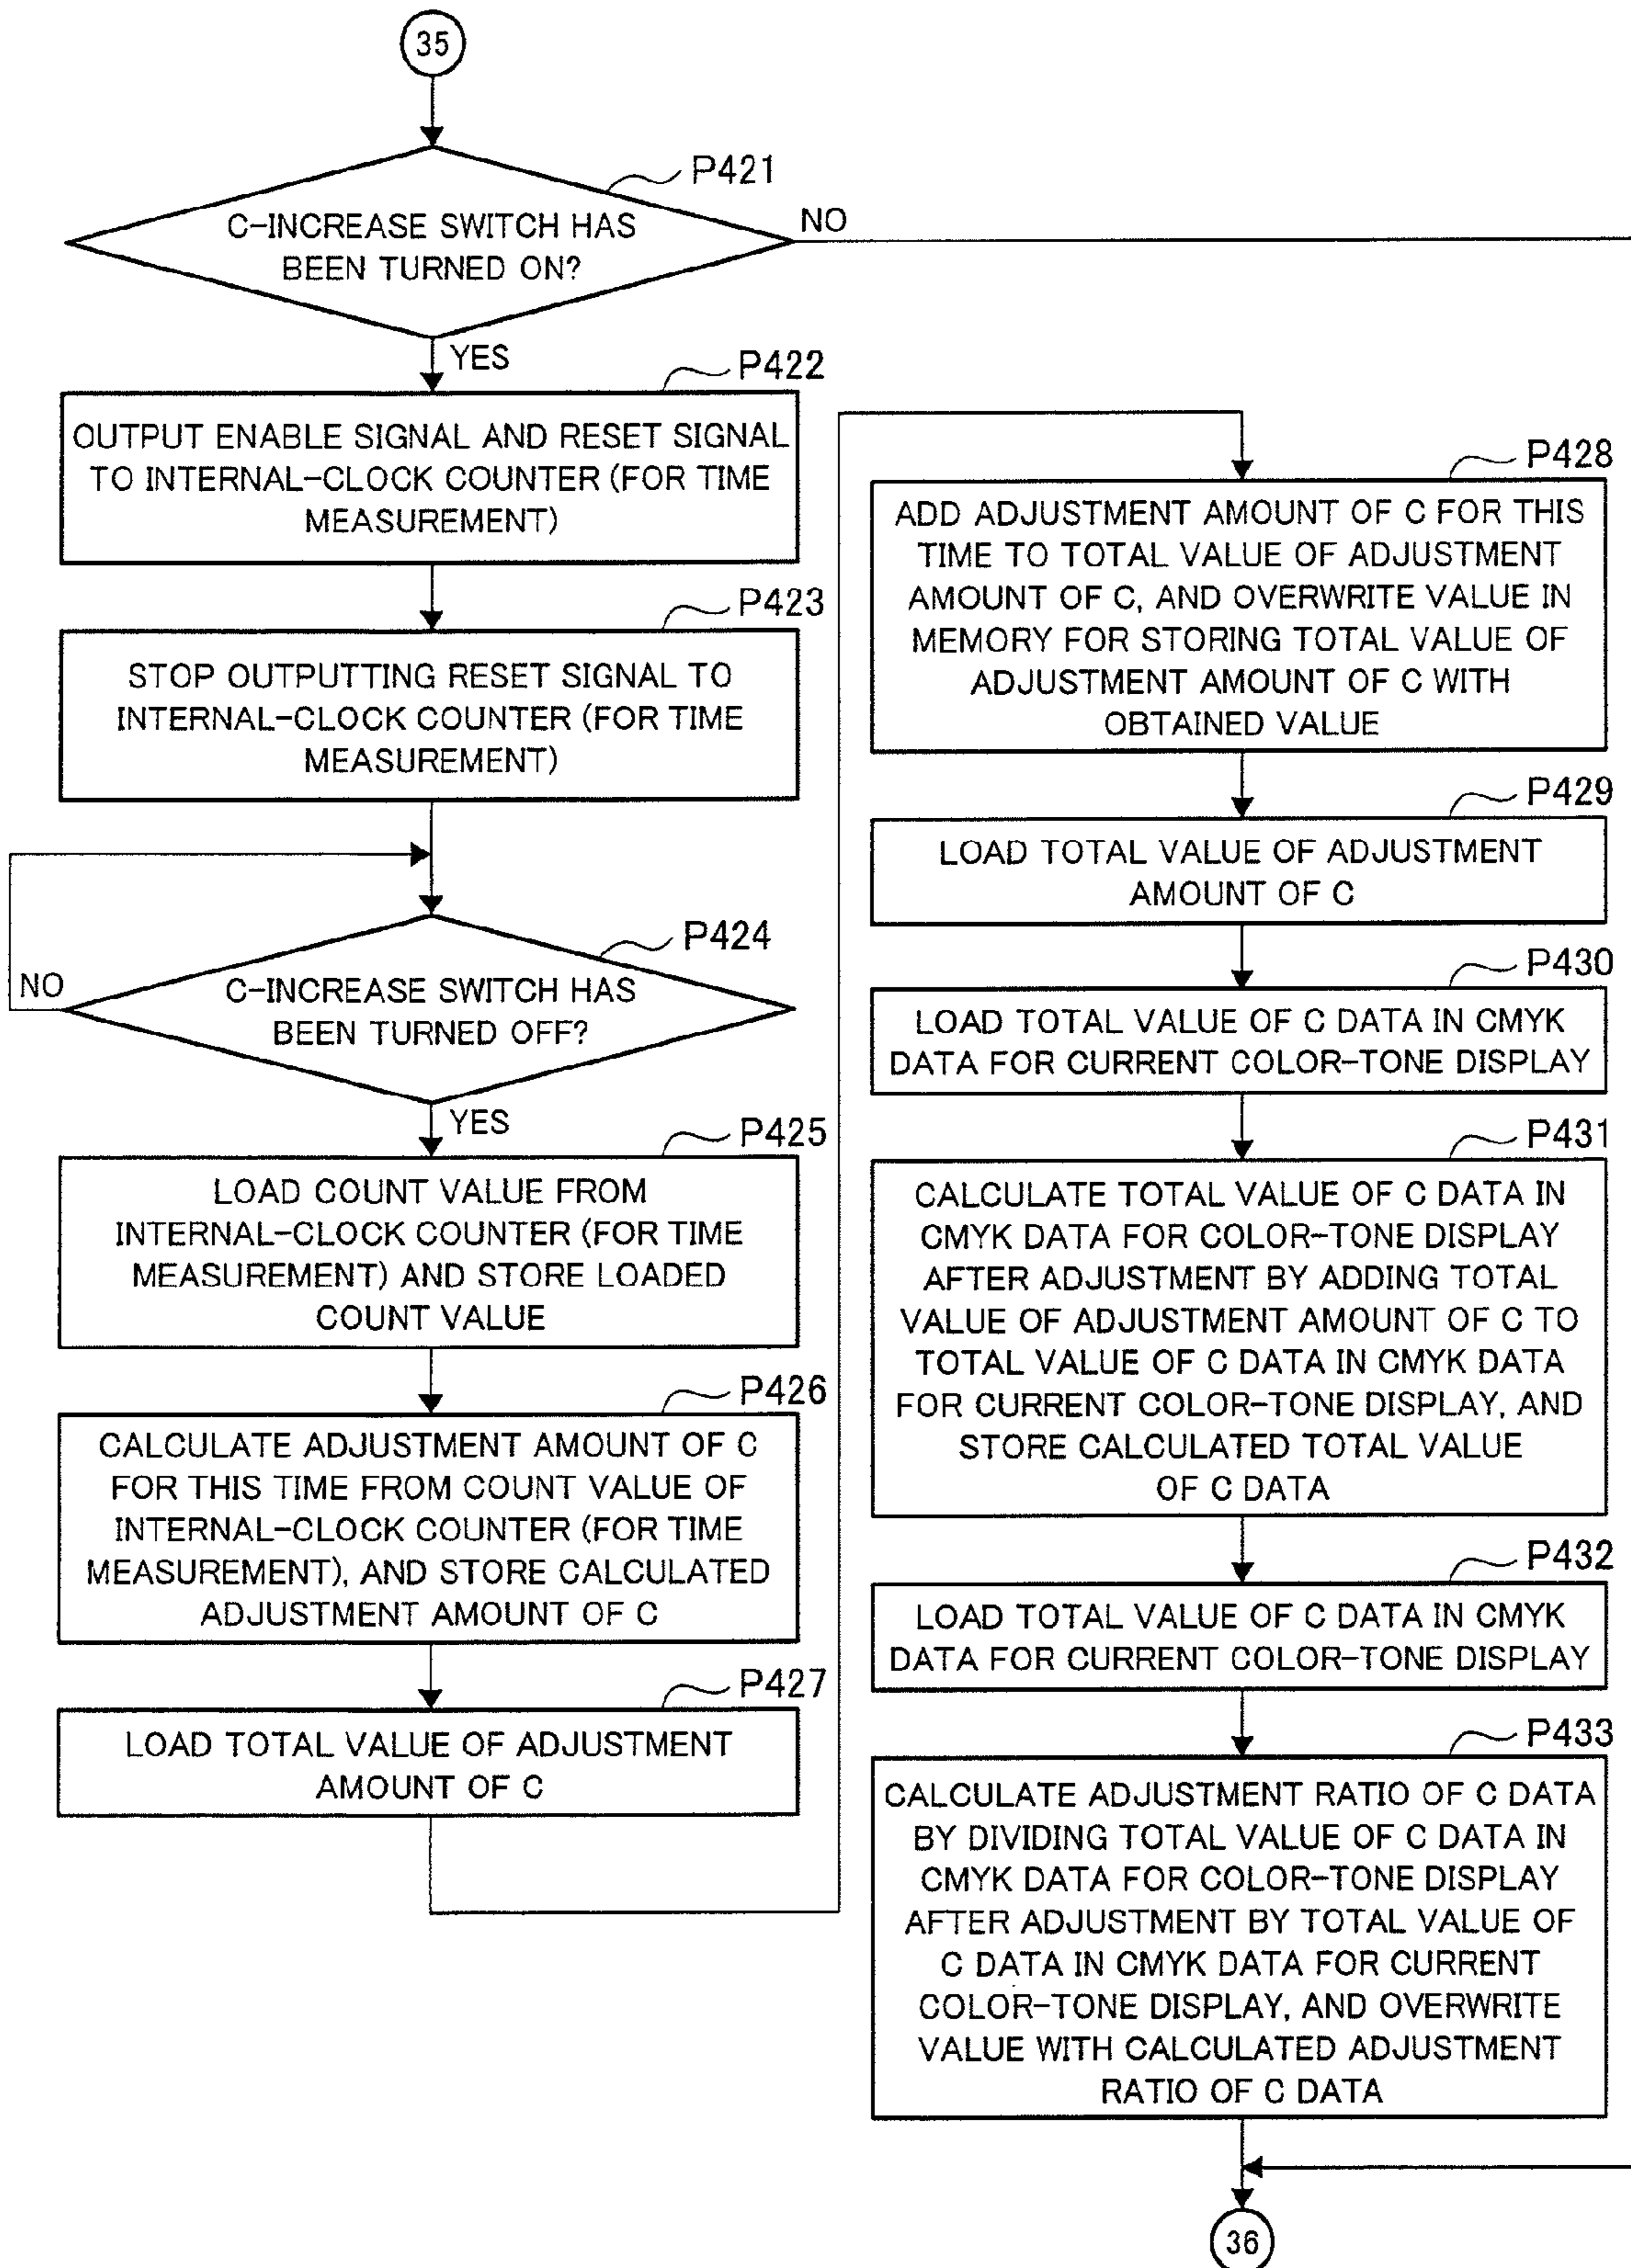 35
P421
C-INCREASE SWITCH HAS
BEEN TURNED ON?
NO
YES
P422
OUTPUT ENABLE SIGNAL AND RESET SIGNAL
TO INTERNAL-CLOCK COUNTER (FOR TIME
MEASUREMENT)
P423
STOP OUTPUTTING RESET SIGNAL TO
INTERNAL-CLOCK COUNTER (FOR TIME
MEASUREMENT)
P424
NO
C-INCREASE SWITCH HAS
BEEN TURNED OFF?
YES
P425
LOAD COUNT VALUE FROM
INTERNAL-CLOCK COUNTER (FOR TIME
MEASUREMENT) AND STORE LOADED
COUNT VALUE
P426
CALCULATE ADJUSTMENT AMOUNT OF C
FOR THIS TIME FROM COUNT VALUE OF
INTERNAL-CLOCK COUNTER (FOR TIME
MEASUREMENT), AND STORE CALCULATED
ADJUSTMENT AMOUNT OF C
P427
LOAD TOTAL VALUE OF ADJUSTMENT
AMOUNT OF C
P428
ADD ADJUSTMENT AMOUNT OF C FOR THIS
TIME TO TOTAL VALUE OF ADJUSTMENT
AMOUNT OF C, AND OVERWRITE VALUE IN
MEMORY FOR STORING TOTAL VALUE OF
ADJUSTMENT AMOUNT OF C WITH
OBTAINED VALUE
P429
LOAD TOTAL VALUE OF ADJUSTMENT
AMOUNT OF C
P430
LOAD TOTAL VALUE OF C DATA IN CMYK
DATA FOR CURRENT COLOR-TONE DISPLAY
P431
CALCULATE TOTAL VALUE OF C DATA IN
CMYK DATA FOR COLOR-TONE DISPLAY
AFTER ADJUSTMENT BY ADDING TOTAL
VALUE OF ADJUSTMENT AMOUNT OF C TO
TOTAL VALUE OF C DATA IN CMYK DATA
FOR CURRENT COLOR-TONE DISPLAY, AND
STORE CALCULATED TOTAL VALUE
OF C DATA
P432
LOAD TOTAL VALUE OF C DATA IN CMYK
DATA FOR CURRENT COLOR-TONE DISPLAY
P433
CALCULATE ADJUSTMENT RATIO OF C DATA
BY DIVIDING TOTAL VALUE OF C DATA IN
CMYK DATA FOR COLOR-TONE DISPLAY
AFTER ADJUSTMENT BY TOTAL VALUE OF
C DATA IN CMYK DATA FOR CURRENT
COLOR-TONE DISPLAY, AND OVERWRITE
VALUE WITH CALCULATED ADJUSTMENT
RATIO OF C DATA
36